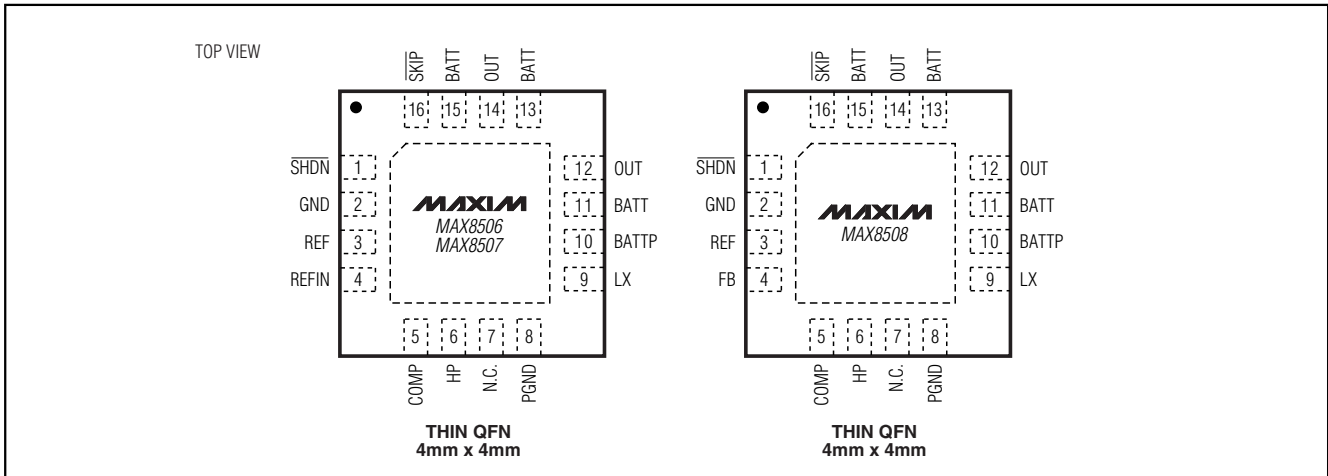 TOP VIEW
SKIP BATT OUT BATT
16 15 14 13
SHDN 1
GND 2
REF 3
REFIN 4
12 OUT
11 BATT
10 BATTP
9 LX
MAXIM
MAX8506
MAX8507
5 6 7 8
COMP HP N.C. PGND
THIN QFN
4mm x 4mm
SKIP BATT OUT BATT
16 15 14 13
SHDN 1
GND 2
REF 3
FB 4
12 OUT
11 BATT
10 BATTP
9 LX
MAXIM
MAX8508
5 6 7 8
COMP HP N.C. PGND
THIN QFN
4mm x 4mm